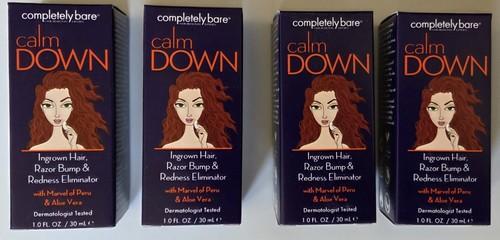 completely bare
calm
DOWN
Ingrown Hair,
Razor Bump &
Redness Eliminator
with Marvel of Peru
& Aloe Vera
Dermatologist Tested
1.0 FL. OZ. / 30 mL e
completely bare
calm
DOWN
Ingrown Hair,
Razor Bump &
Redness Eliminator
with Marvel of Peru
& Aloe Vera
Dermatologist Tested
1.0 FL. OZ. / 30 mL e
completely bare
calm
DOWN
Ingrown Hair,
Razor Bump &
Redness Eliminator
with Marvel of Peru
& Aloe Vera
Dermatologist Tested
1.0 FL. OZ. / 30 mL e
completely bare
calm
DOWN
Ingrown Hair,
Razor Bump &
Redness Eliminator
with Marvel of Peru
& Aloe Vera
Dermatologist Tested
1.0 FL. OZ. / 30 mL e